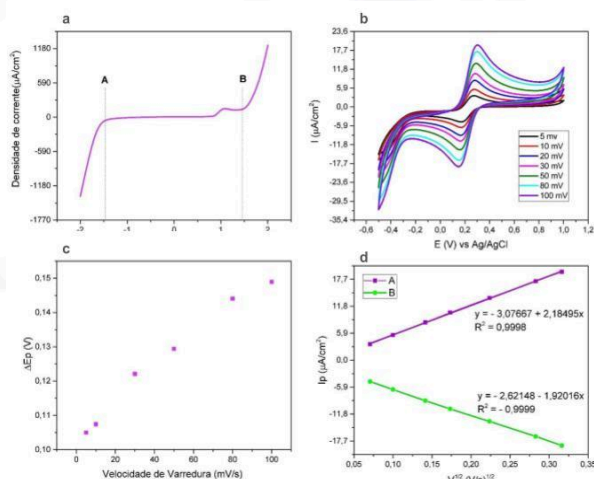 a
Densidade de corrente(μA/cm²)
1180
590
0
-590
-1180
-1770
A
B
-2
-1
0
1
2
b
I (μA/cm²)
23,6
17,7
11,8
5,9
0,0
-5,9
-11,8
-17,7
-23,6
-29,5
-35,4
5 mv
10 mV
20 mV
30 mV
50 mV
80 mV
100 mV
-0,6
-0,4
-0,2
0,0
0,2
0,4
0,6
0,8
1,0
E (V) vs Ag/AgCl
c
ΔEp (V)
0,15
0,14
0,13
0,12
0,11
0,10
0
20
40
60
80
100
Velocidade de Varredura (mV/s)
d
Ip (μA/cm²)
17,7
11,8
5,9
0,0
-5,9
-11,8
-17,7
A
B
y = - 3,07667 + 2,18495x
R² = 0,9998
y = - 2,62148 - 1,92016x
R² = - 0,9999
0,05
0,10
0,15
0,20
0,25
0,30
0,35